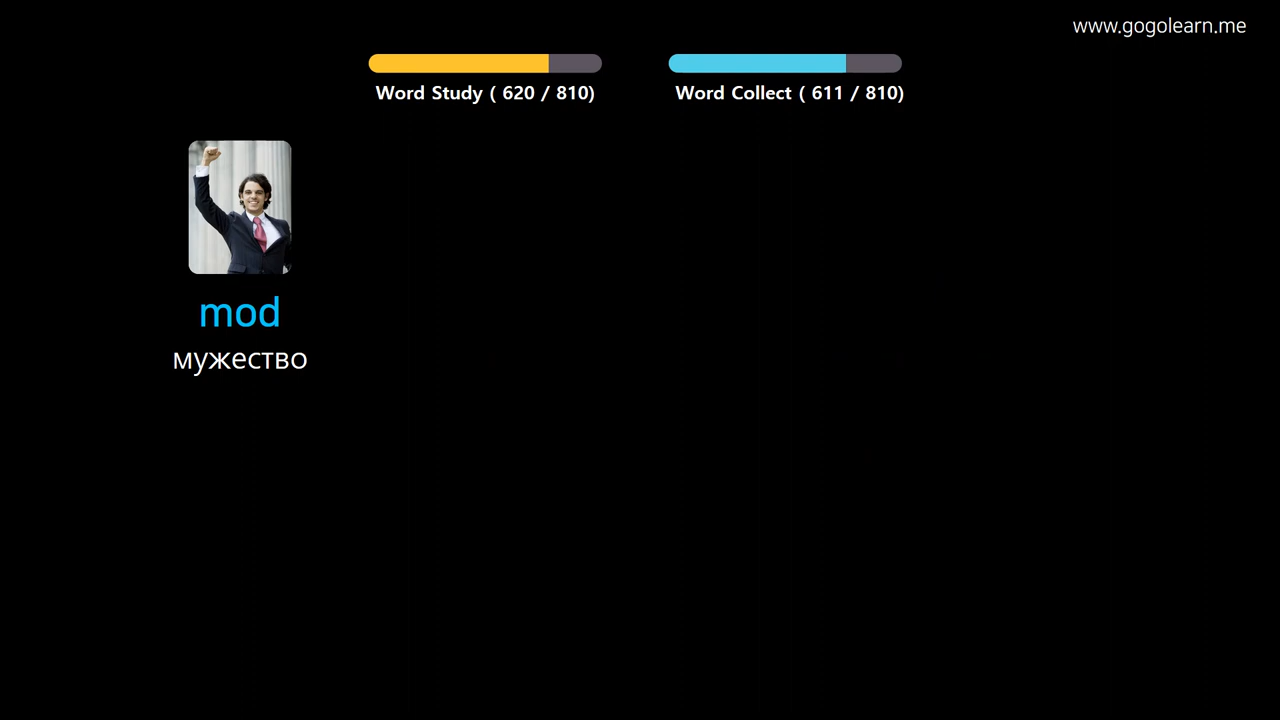 www.gogolearn.me
Word Study ( 620 / 810)
Word Collect ( 611 / 810)
mod
мужество